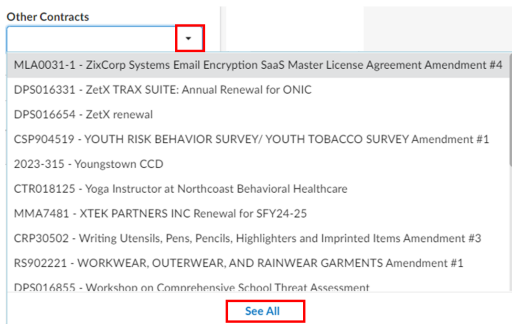 Other Contracts
MLA0031-1 - ZixCorp Systems Email Encryption SaaS Master License Agreement Amendment #4
DPS016331 - ZetX TRAX SUITE: Annual Renewal for ONIC
DPS016654 - ZetX renewal
CSP904519 - YOUTH RISK BEHAVIOR SURVEY/ YOUTH TOBACCO SURVEY Amendment #1
2023-315 - Youngstown CCD
CTR018125 - Yoga Instructor at Northcoast Behavioral Healthcare
MMA7481 - XTEK PARTNERS INC Renewal for SFY24-25
CRP30502 - Writing Utensils, Pens, Pencils, Highlighters and Imprinted Items Amendment #3
RS902221 - WORKWEAR, OUTERWEAR, AND RAINWEAR GARMENTS Amendment #1
DPS016855 - Workshop on Comprehensive School Threat Assessment
See All